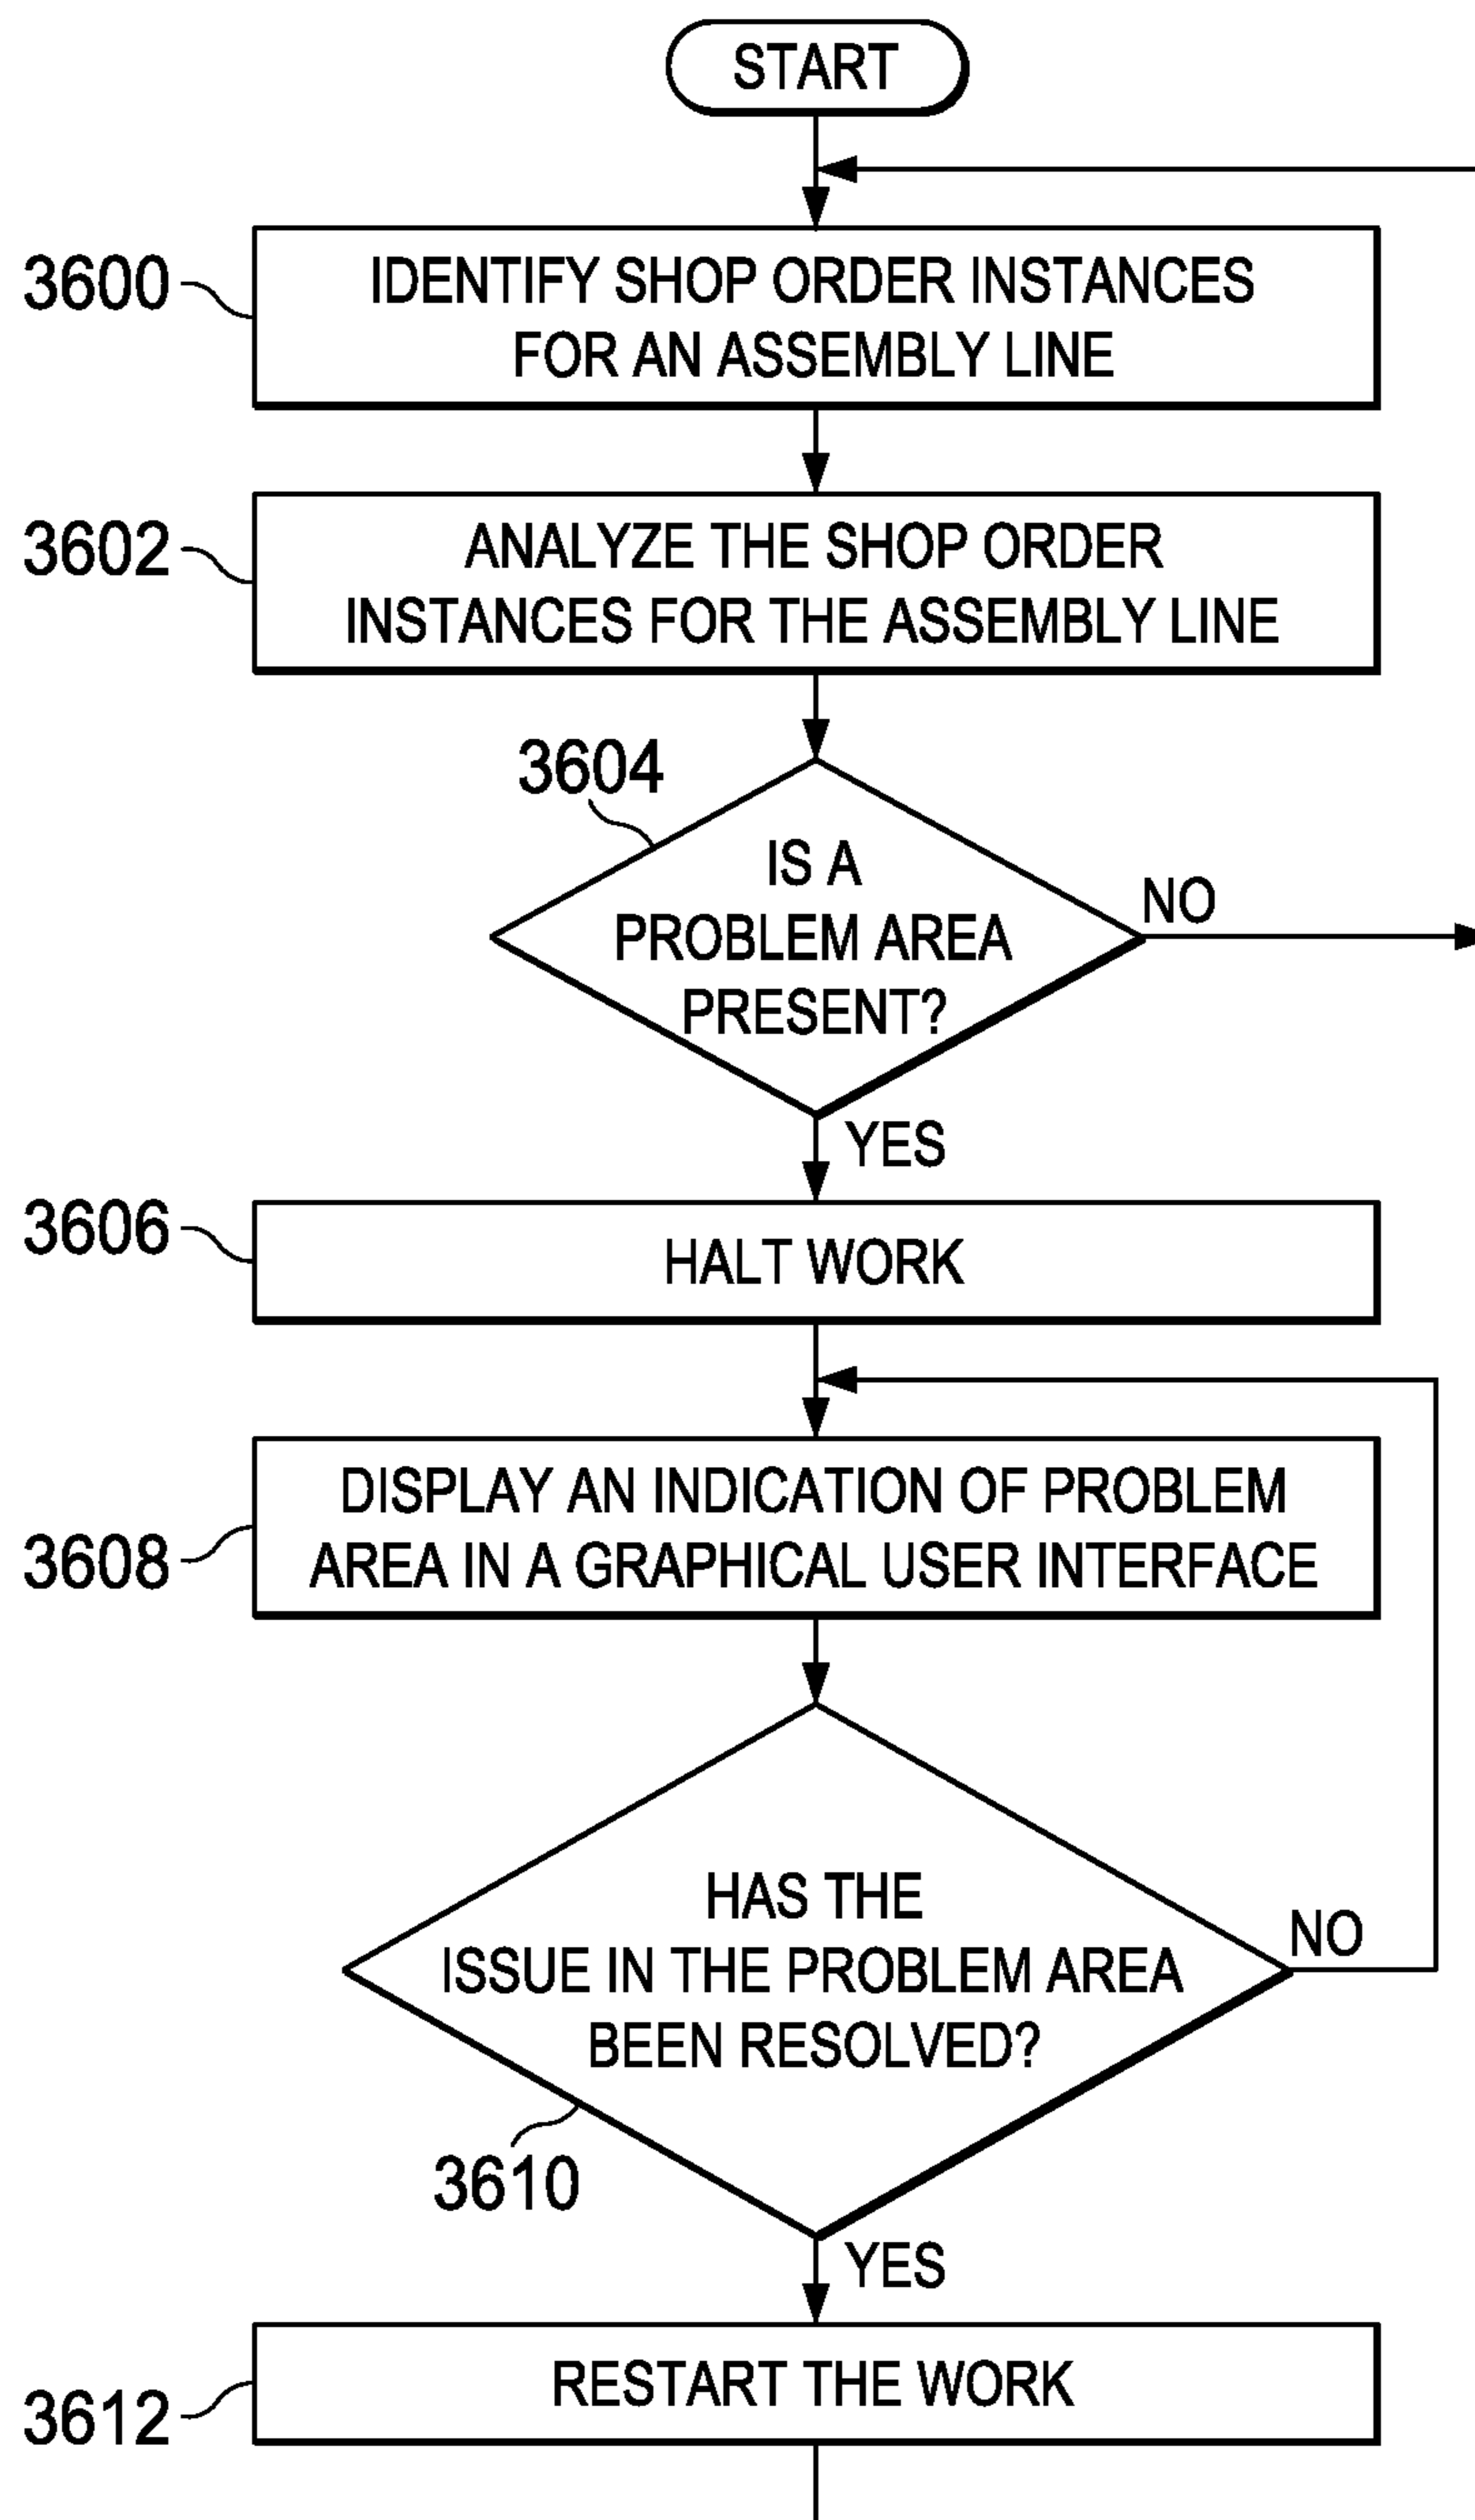 START
3600
IDENTIFY SHOP ORDER INSTANCES
FOR AN ASSEMBLY LINE
3602
ANALYZE THE SHOP ORDER
INSTANCES FOR THE ASSEMBLY LINE
3604
IS A
PROBLEM AREA
PRESENT?
NO
YES
3606
HALT WORK
3608
DISPLAY AN INDICATION OF PROBLEM
AREA IN A GRAPHICAL USER INTERFACE
HAS THE
ISSUE IN THE PROBLEM AREA
BEEN RESOLVED?
NO
3610
YES
3612
RESTART THE WORK